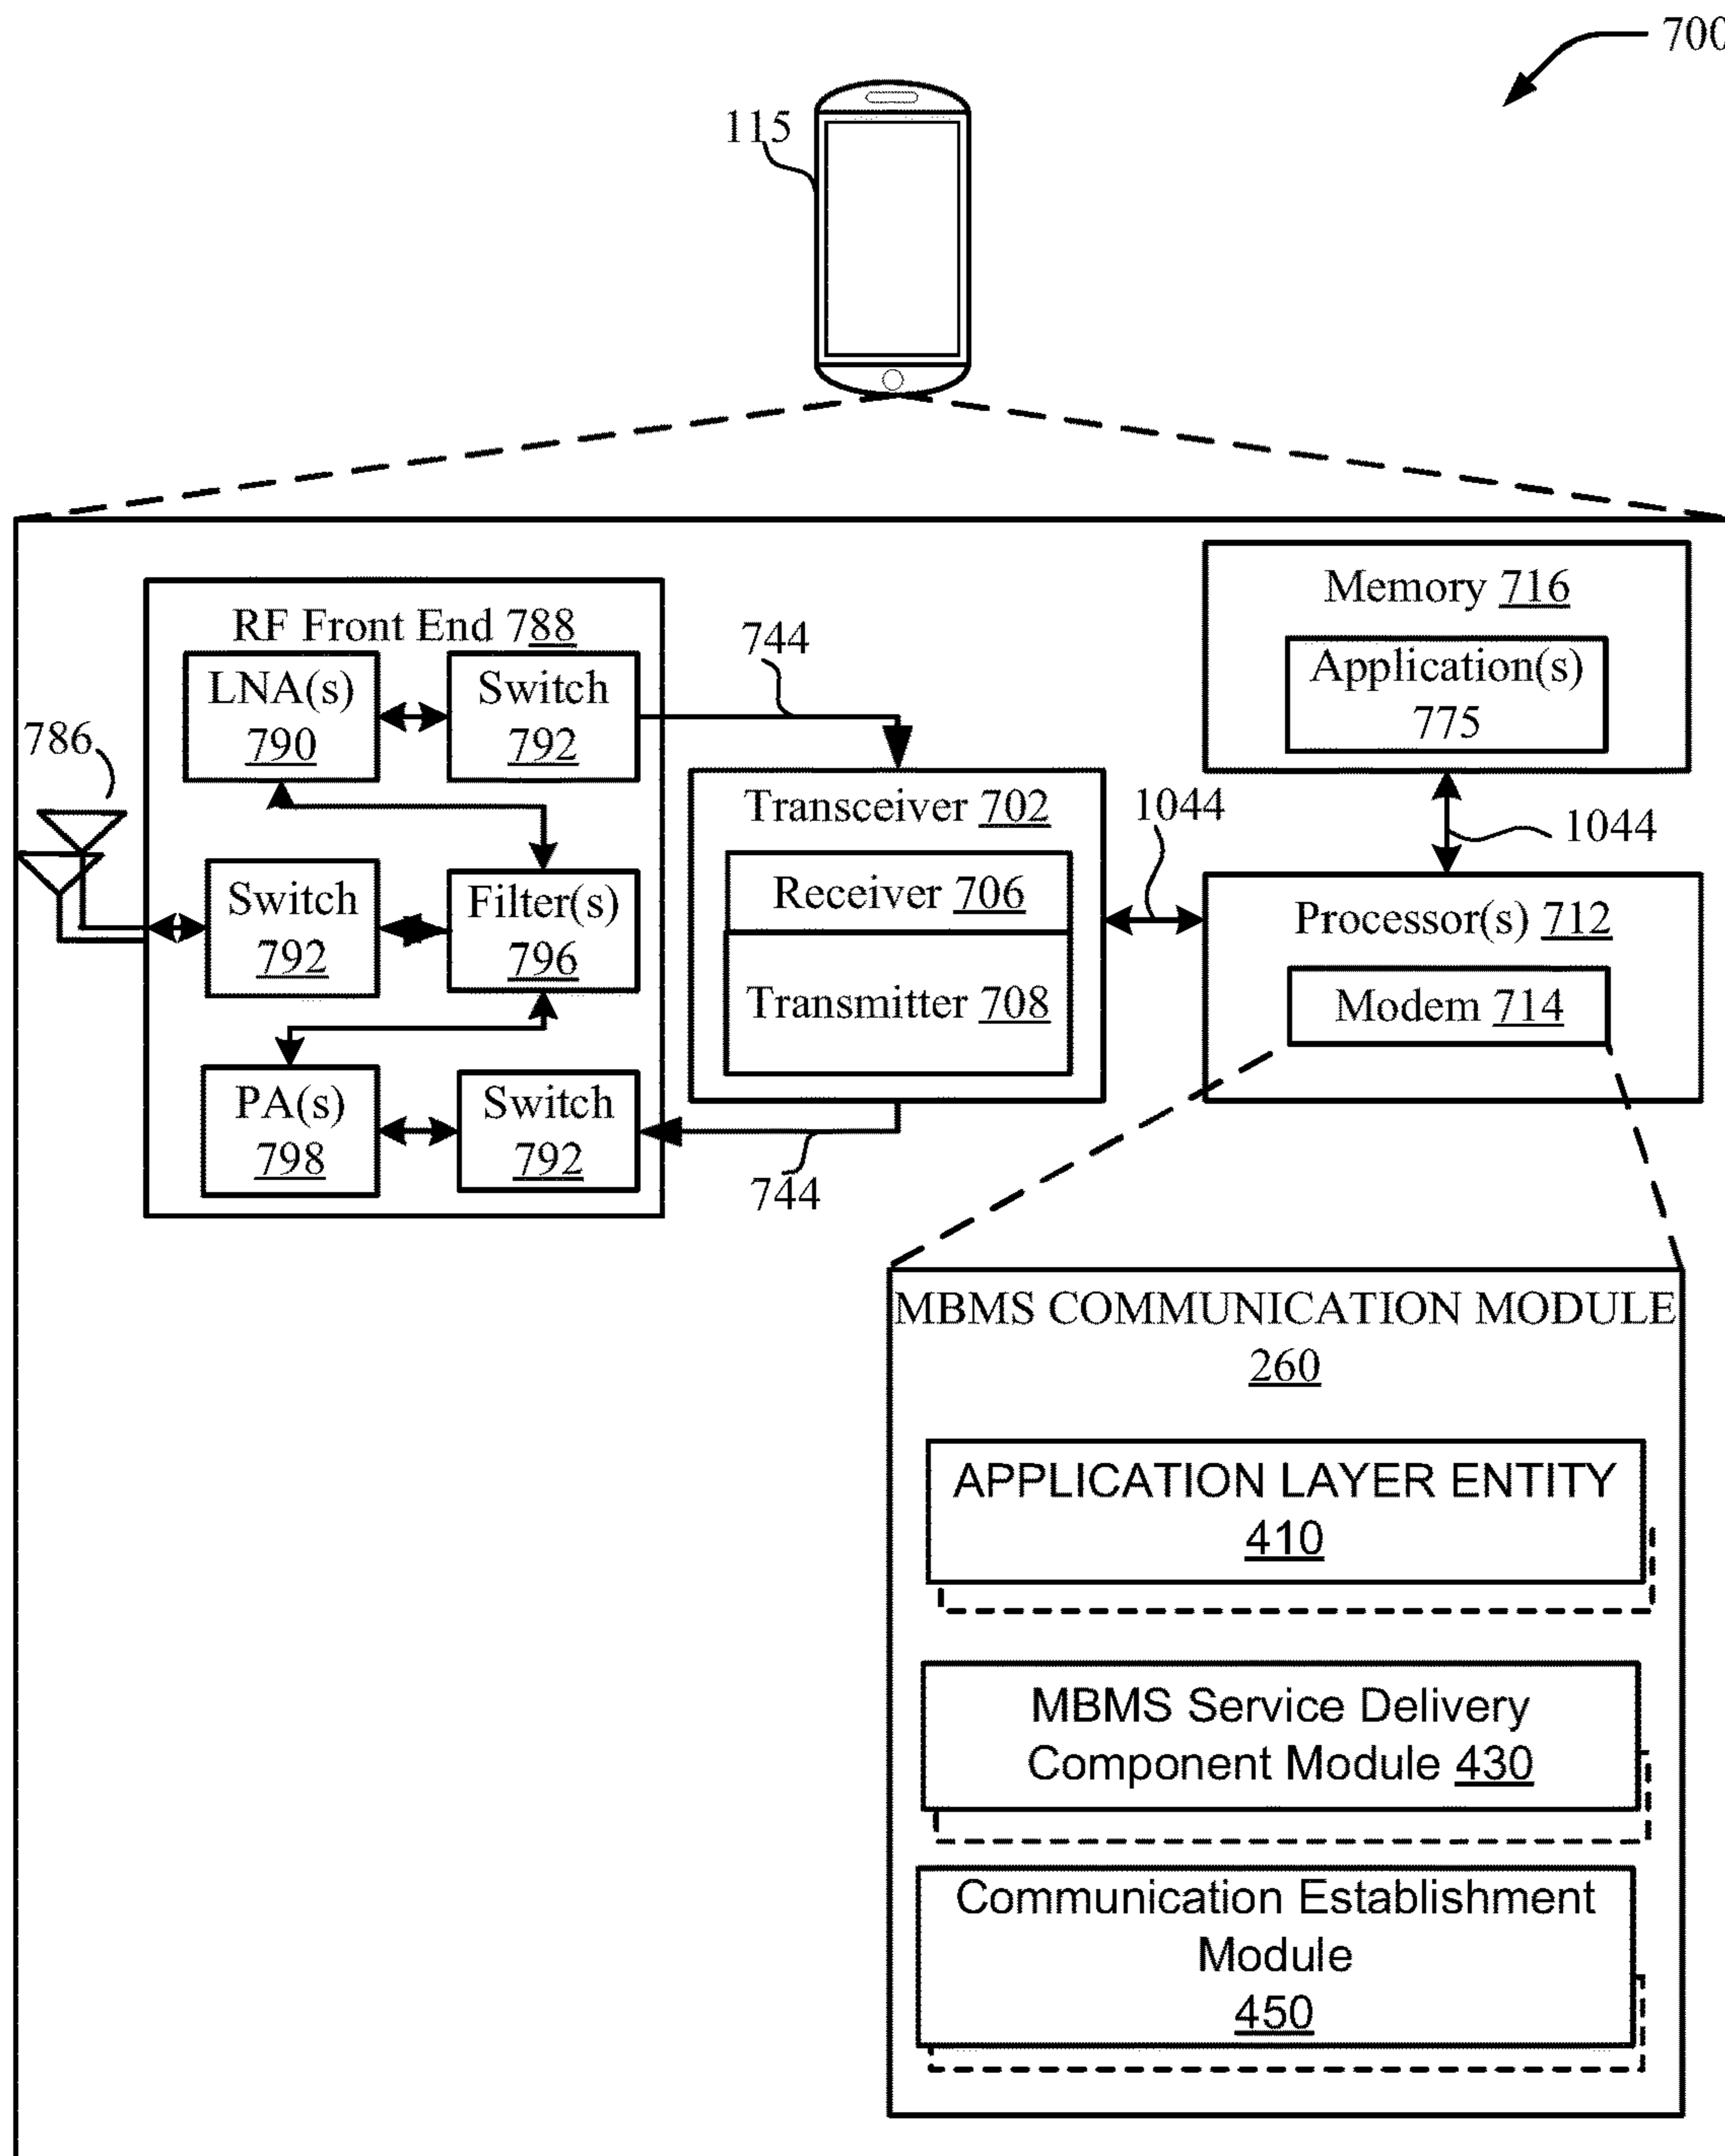 700
115
RF Front End 788
LNA(s)
790
Switch
792
744
786
Switch
792
Filter(s)
796
PA(s)
798
Switch
792
744
Transceiver 702
Receiver 706
Transmitter 708
1044
Memory 716
Application(s)
775
1044
Processor(s) 712
Modem 714
MBMS COMMUNICATION MODULE
260
APPLICATION LAYER ENTITY
410
MBMS Service Delivery
Component Module 430
Communication Establishment
Module
450